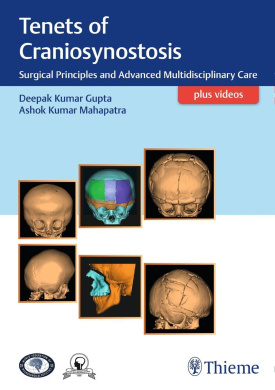 Tenets of
Craniosynostosis
Surgical Principles and Advanced Multidisciplinary Care
plus videos
Deepak Kumar Gupta
Ashok Kumar Mahapatra
Thieme